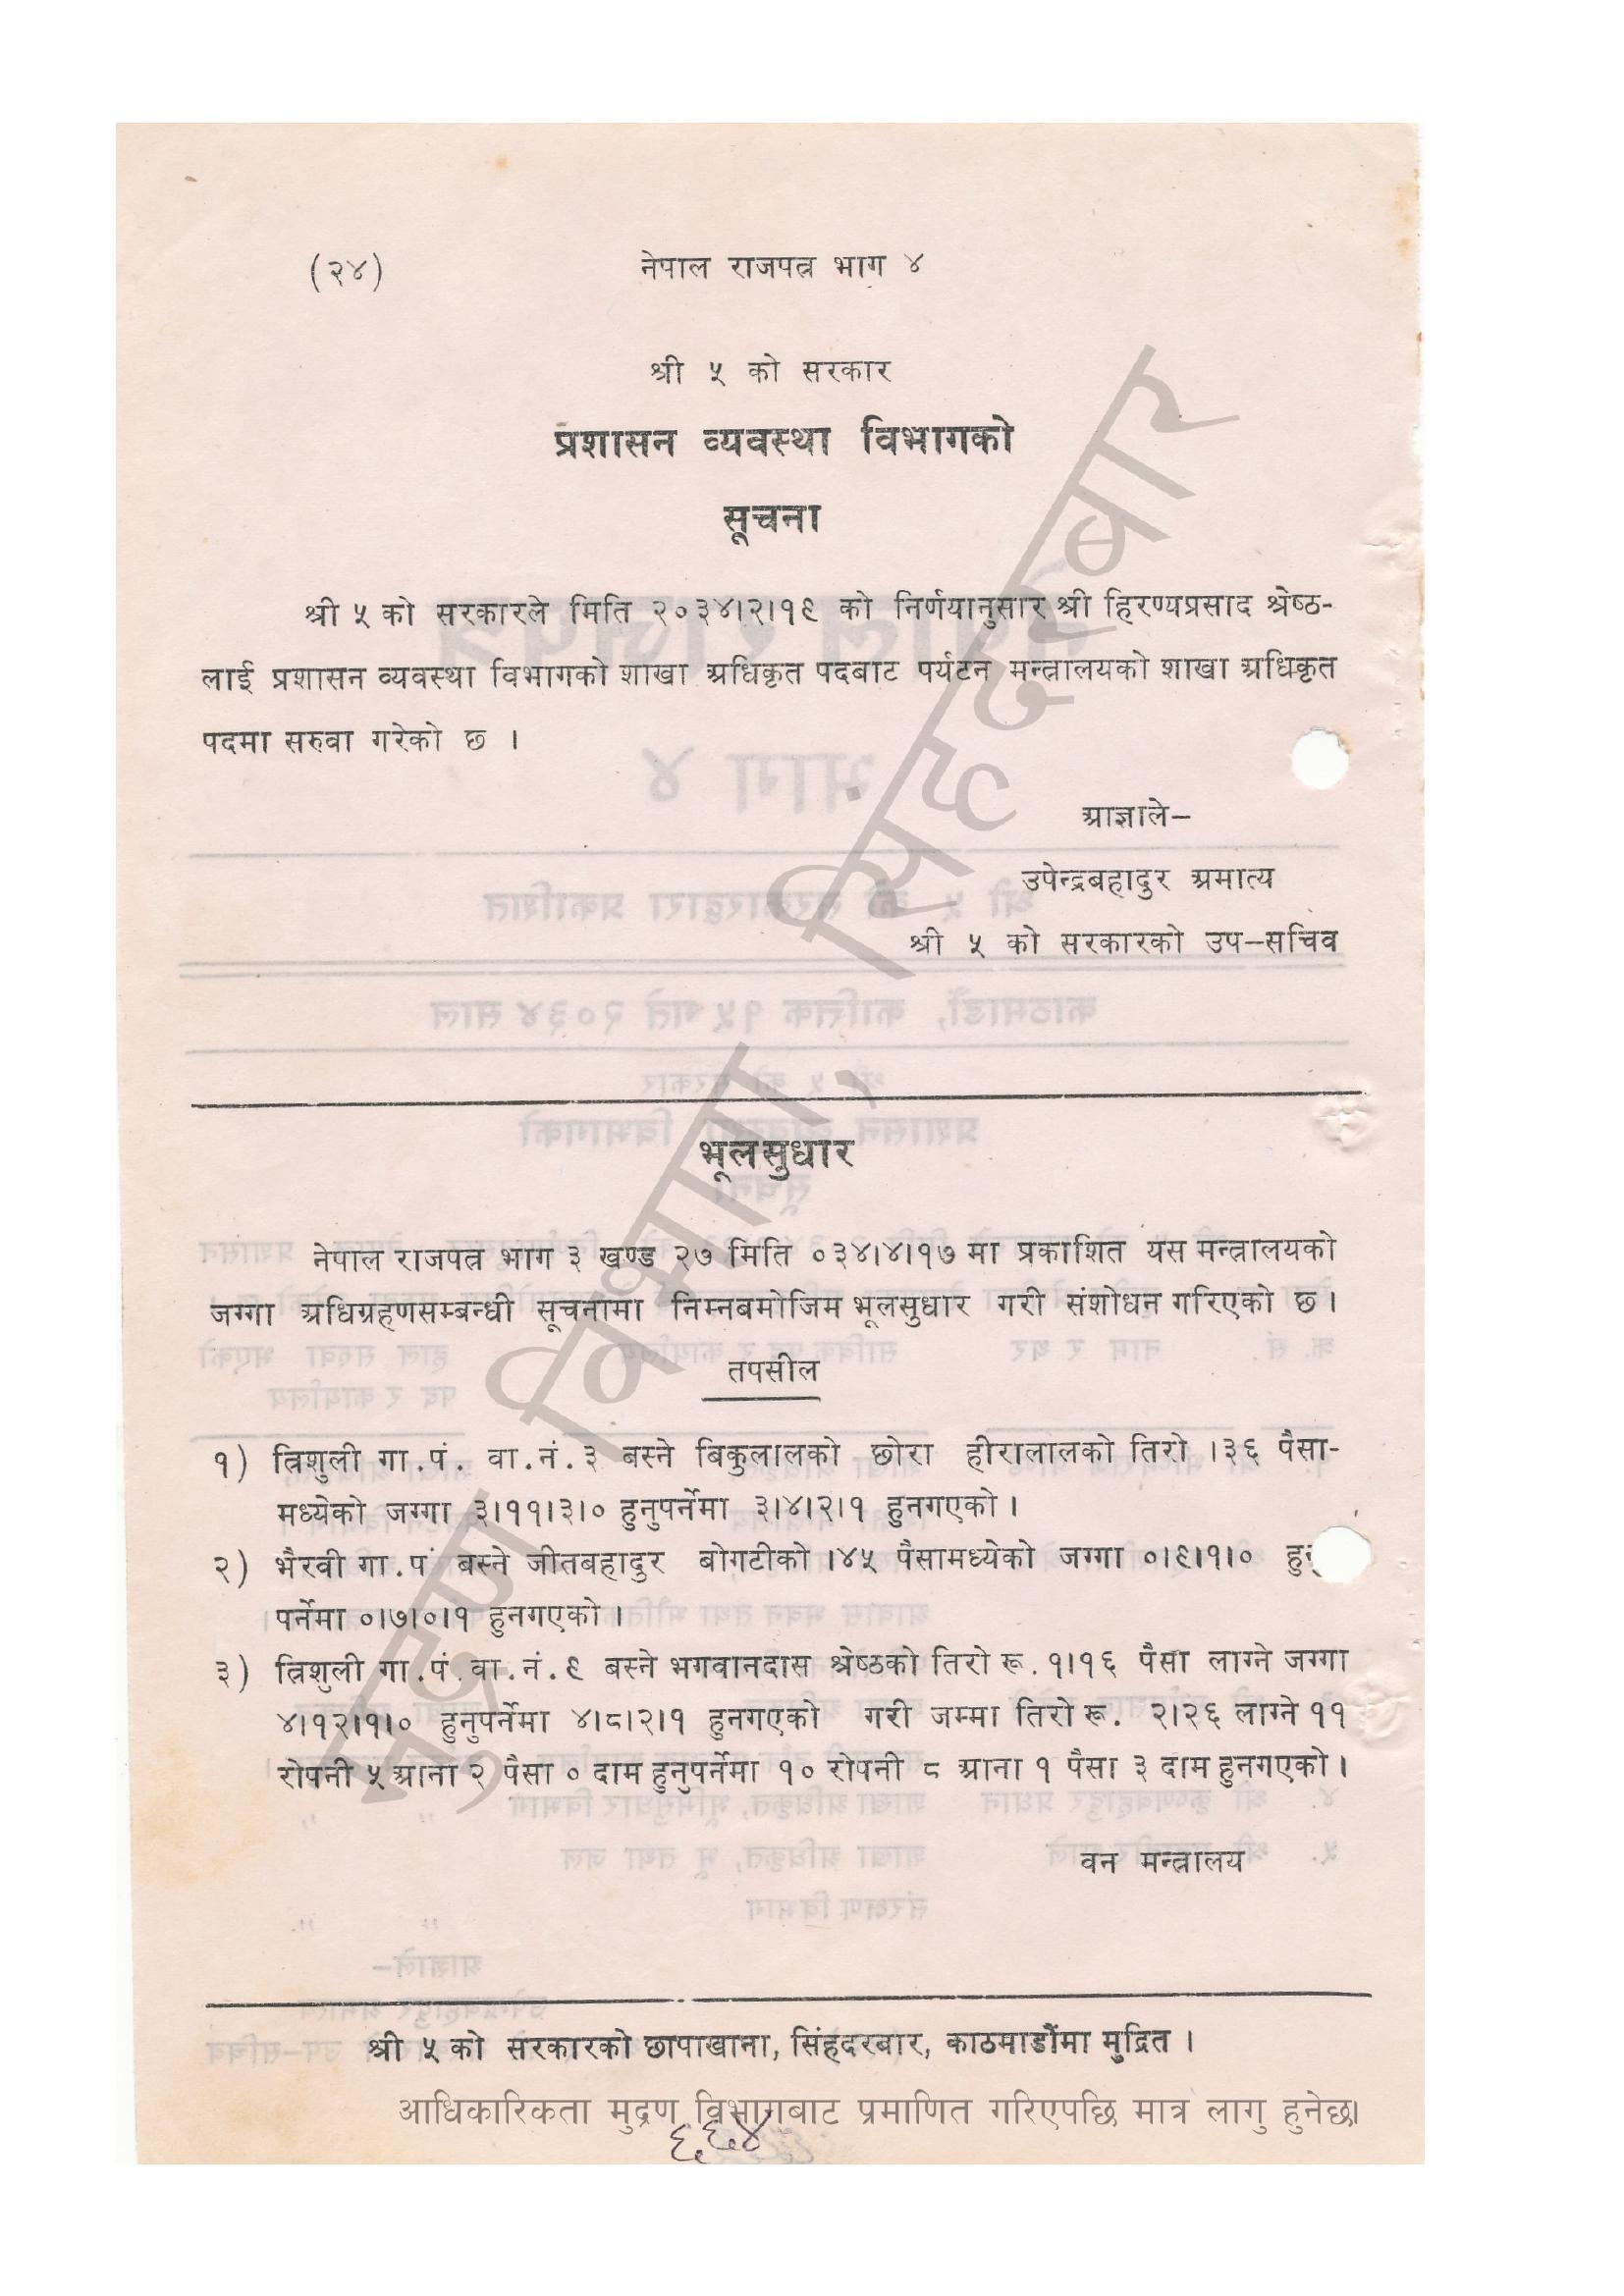 (२४)
नेपाल राजपत्र भाग ४
श्री ५ को सरकार
प्रशासन व्यवस्था विभागको
सूचना
श्री ५ को सरकारले मिति २०३४।२।१९ को निर्णयानुसार श्री हिरण्यप्रसाद श्रेष्ठ-
लाई प्रशासन व्यवस्था विभागको शाखा अधिकृत पदबाट पर्यटन मन्त्रालयको शाखा अधिकृत
पदमा सरुवा गरेको छ ।
आज्ञाले—
उपेन्द्रबहादुर अमात्य
श्री ५ को सरकारको उप—सचिव
भूलसुधार
नेपाल राजपत्र भाग ३ खण्ड २७ मिति ०३४।४।१७ मा प्रकाशित यस मन्त्रालयको
जग्गा अधिग्रहणसम्बन्धी सूचनामा निम्नबमोजिम भूलसुधार गरी संशोधन गरिएको छ ।
तपसील
१) त्रिशुली गा.पं. वा.नं.३ बस्ने बिकुलालको छोरा हीरालालको तिरो ।३६ पैसा-
मध्येको जग्गा ३।११।३।० हुनुपर्नेमा ३।४।२।१ हुनगएको ।
२) भैरवी गा.पं बस्ने जीतबहादुर बोगटीको ।४५ पैसामध्येको जग्गा ०।९।१।०
पर्नेमा ०।७।०।१ हुनगएको ।
३) त्रिशुली गा.पं.वा.नं.९ बस्ने भगवानदास श्रेष्ठको तिरो रू.१।१६ पैसा लाग्ने जग्गा
४।१२।१।० हुनुपर्नेमा ४।८।२।१ हुनगएको गरी जम्मा तिरो रू. २।२६ लाग्ने ११
रोपनी ५ आना २ पैसा ० दाम हुनुपर्नेमा १० रोपनी ८ आना १ पैसा ३ दाम हुनगएको ।
वन मन्त्रालय
श्री ५ को सरकारको छापाखाना, सिंहदरबार, काठमाडौंमा मुद्रित ।
आधिकारिकता मुद्रण विभागबाट प्रमाणित गरिएपछि मात्र लागु हुनेछ।
६६४
मुद्रण विभाग, सिंहदरबार